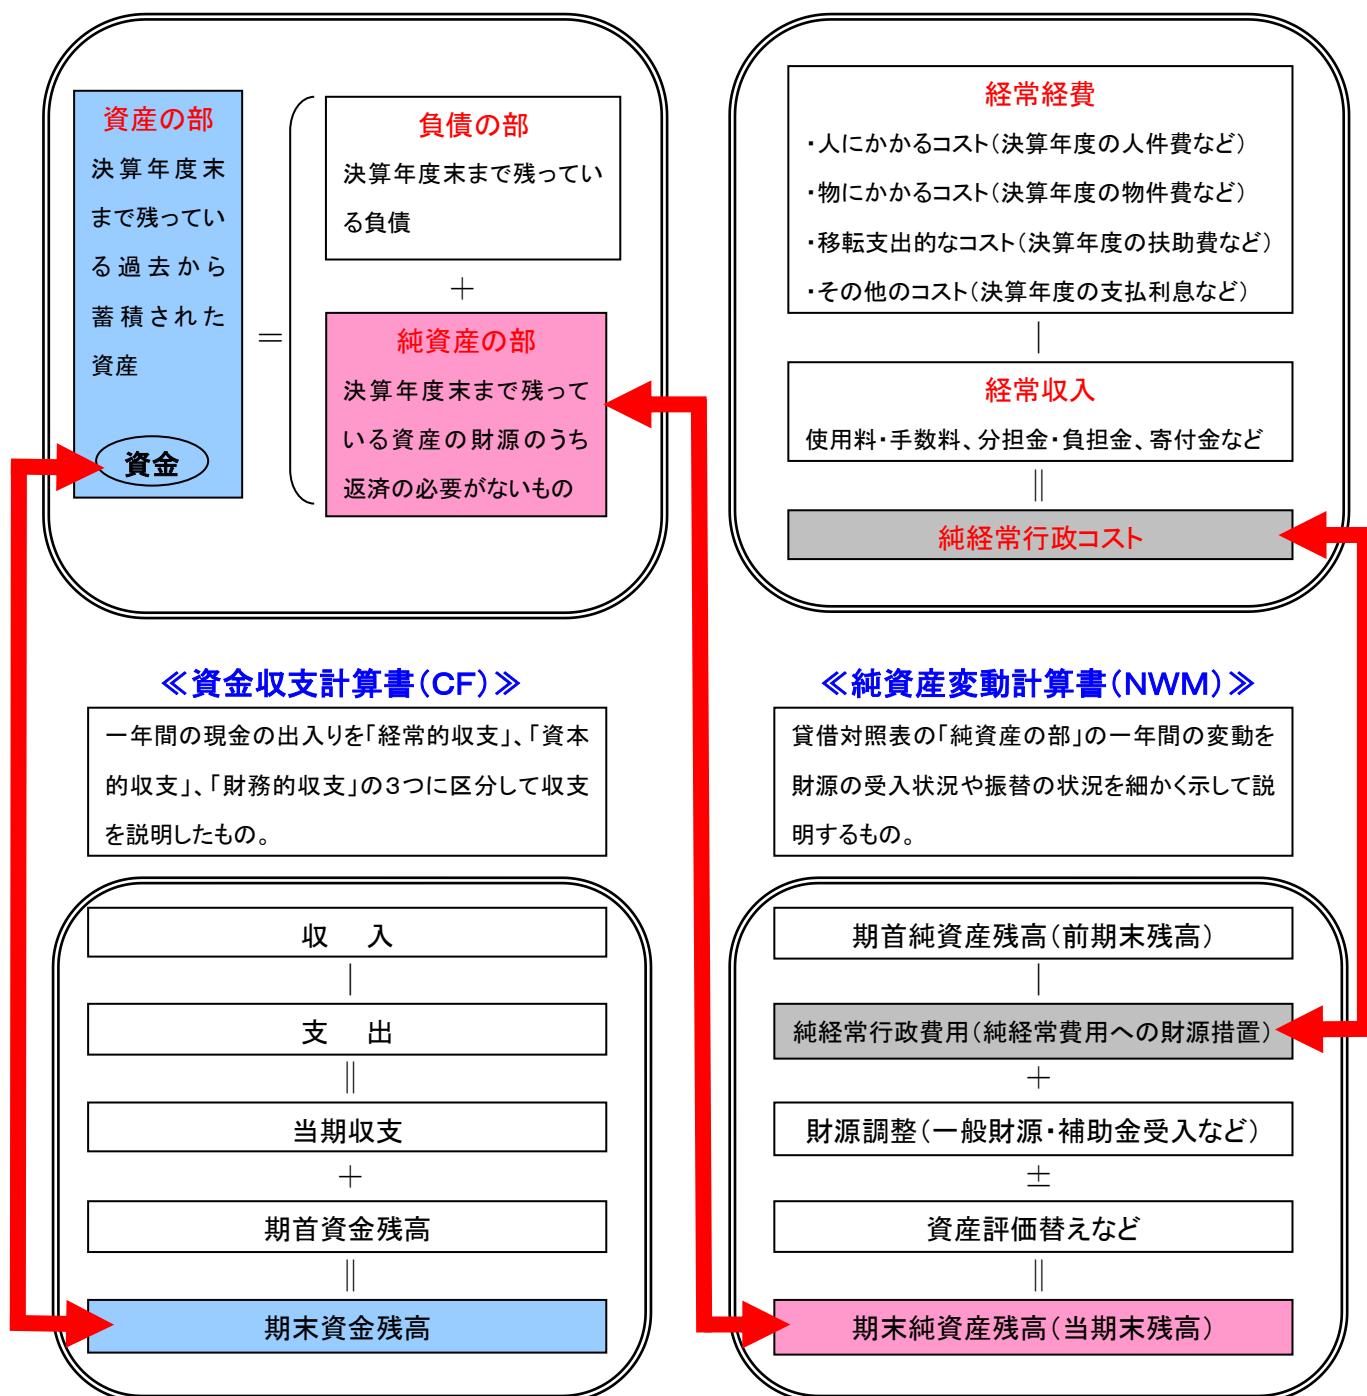 資産の部
決算年度末
まで残ってい
る過去から
蓄積された
資産
資金
＝
負債の部
決算年度末まで残ってい
る負債
＋
純資産の部
決算年度末まで残って
いる資産の財源のうち
返済の必要がないもの
経常経費
・人にかかるコスト（決算年度の人件費など）
・物にかかるコスト（決算年度の物件費など）
・移転支出的なコスト（決算年度の扶助費など）
・その他のコスト（決算年度の支払利息など）
｜
経常収入
使用料・手数料、分担金・負担金、寄付金など
||
純経常行政コスト
≪資金収支計算書（CF）≫
一年間の現金の出入りを「経常的収支」、「資本
的収支」、「財務的収支」の３つに区分して収支
を説明したもの。
収　入
｜
支　出
||
当期収支
＋
期首資金残高
||
期末資金残高
≪純資産変動計算書（NWM）≫
貸借対照表の「純資産の部」の一年間の変動を
財源の受入状況や振替の状況を細かく示して説
明するもの。
期首純資産残高（前期末残高）
｜
純経常行政費用（純経常費用への財源措置）
＋
財源調整（一般財源・補助金受入など）
±
資産評価替えなど
||
期末純資産残高（当期末残高）